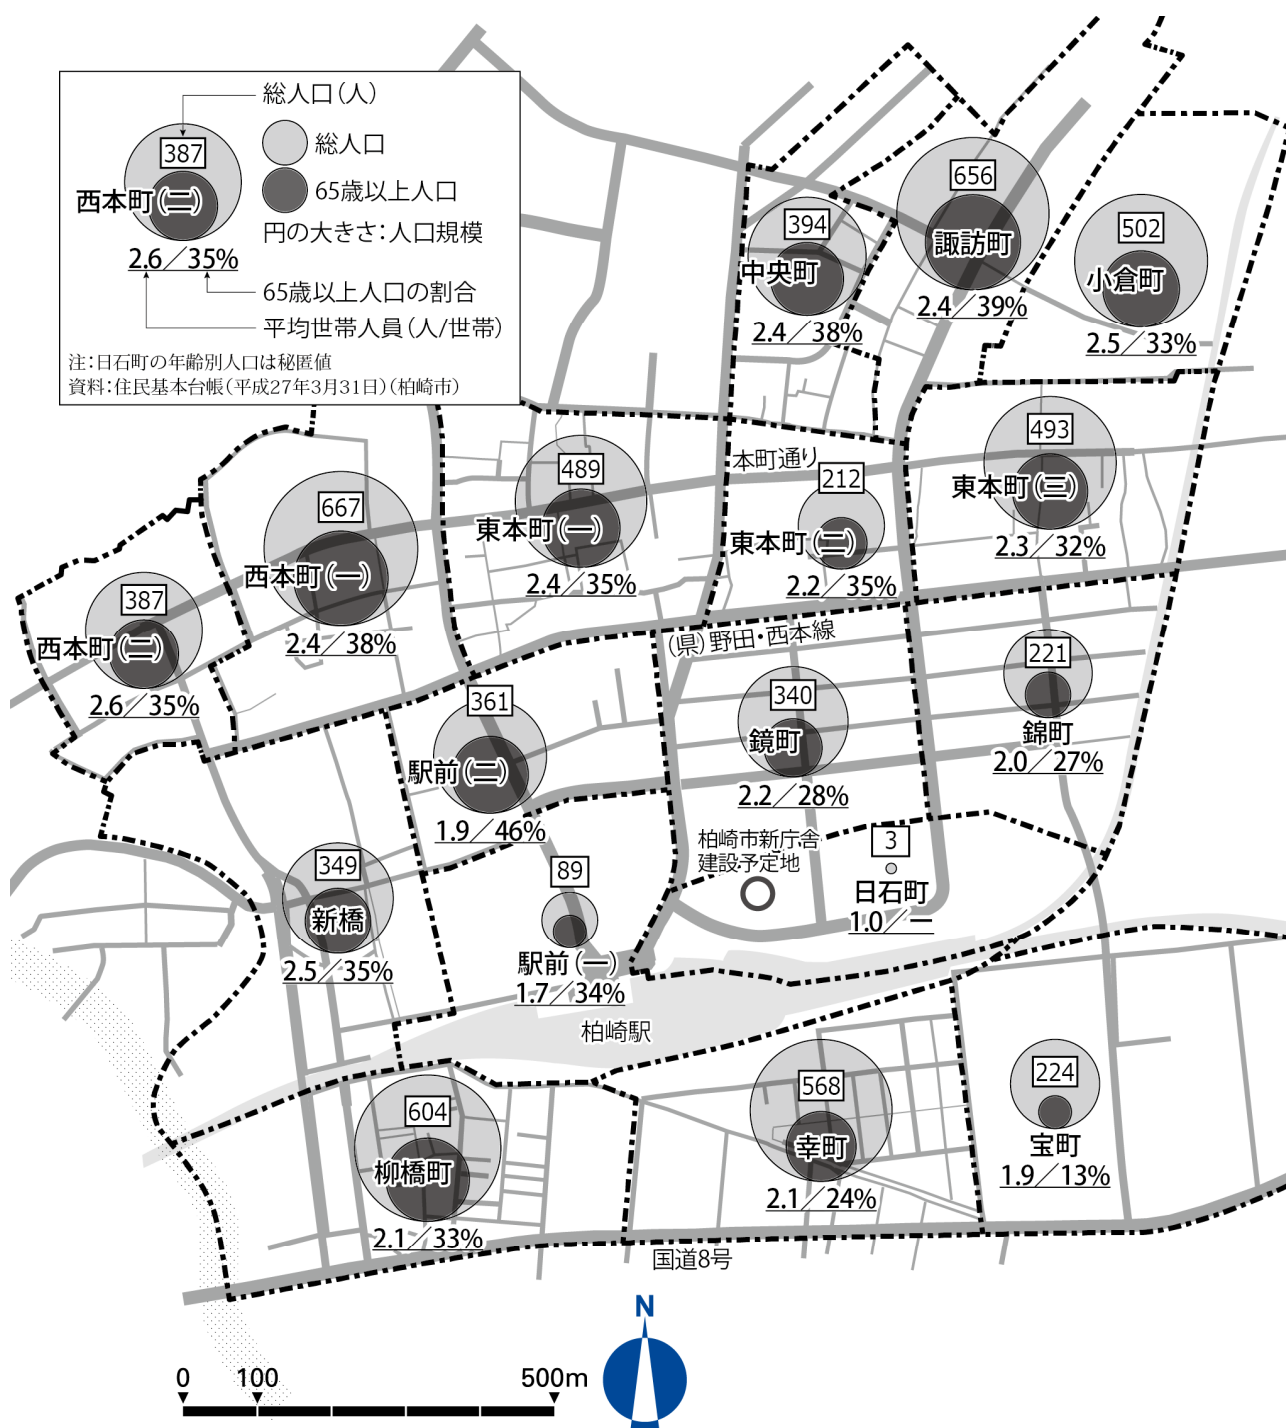 総人口（人）
387
総人口
65歳以上人口
西本町（二）
円の大きさ：人口規模
2.6／35%
65歳以上人口の割合
平均世帯人員（人/世帯）
注：日石町の年齢別人口は秘匿値
資料：住民基本台帳（平成27年3月31日）（柏崎市）
656
諏訪町
2.4／39%
394
中央町
2.4／38%
502
小倉町
2.5／33%
493
東本町（三）
2.3／32%
本町通り
489
東本町（一）
2.4／35%
212
東本町（二）
2.2／35%
667
西本町（一）
2.4／38%
387
西本町（二）
2.6／35%
（県）野田・西本線
221
錦町
2.0／27%
340
鏡町
2.2／28%
361
駅前（二）
1.9／46%
柏崎市新庁舎
建設予定地
3
日石町
1.0／―
349
新橋
2.5／35%
89
駅前（一）
1.7／34%
柏崎駅
568
幸町
2.1／24%
224
宝町
1.9／13%
604
柳橋町
2.1／33%
国道8号
N
0 100 500m